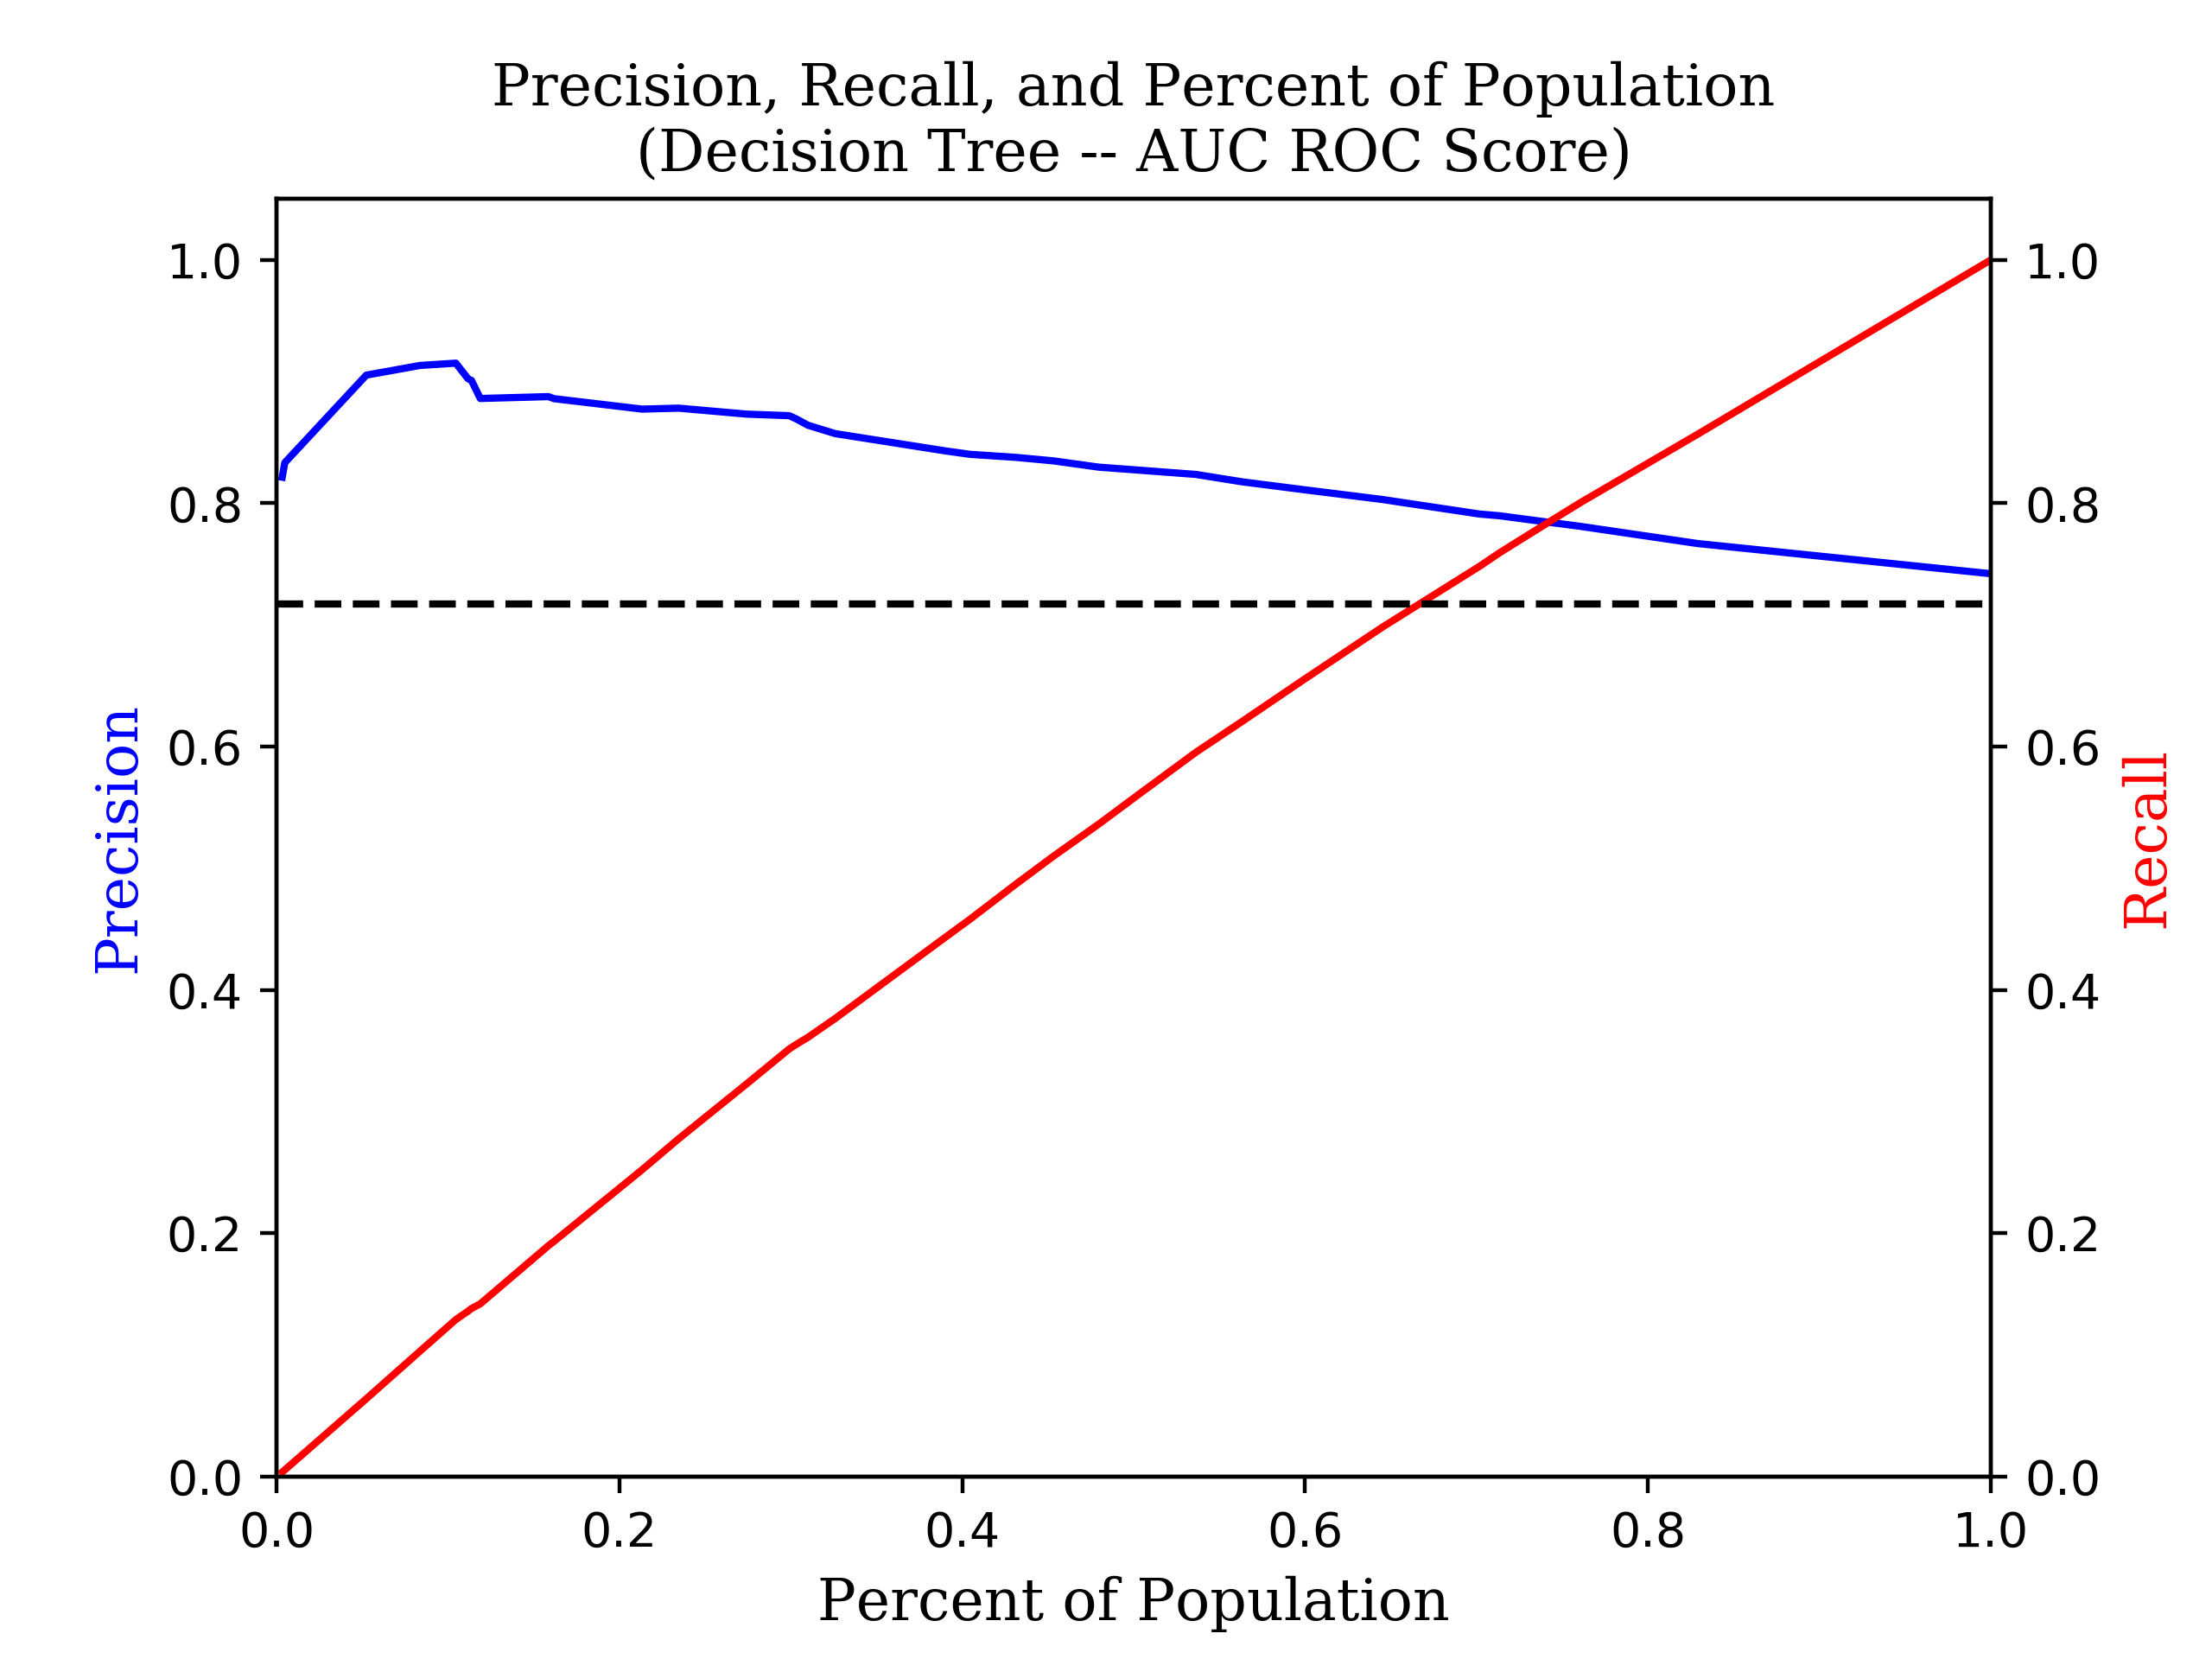 Precision, Recall, and Percent of Population
(Decision Tree -- AUC ROC Score)
1.0
0.8
0.6
0.4
0.2
0.0
Precision
1.0
0.8
0.6
0.4
0.2
0.0
Recall
0.0 0.2 0.4 0.6 0.8 1.0
Percent of Population